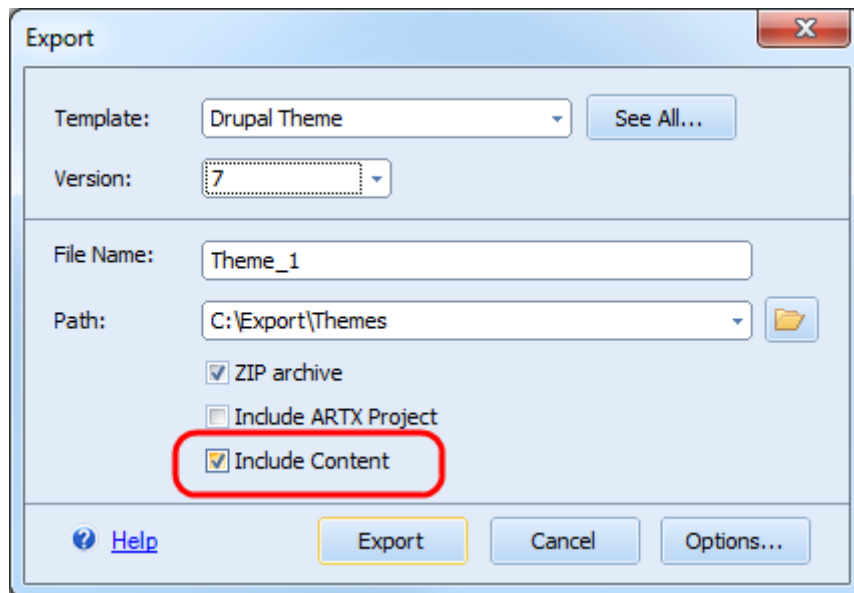 Export
Template: Drupal Theme See All...
Version: 7
File Name: Theme_1
Path: C:\Export\Themes
ZIP archive
Include ARTX Project
Include Content
Help Export Cancel Options...